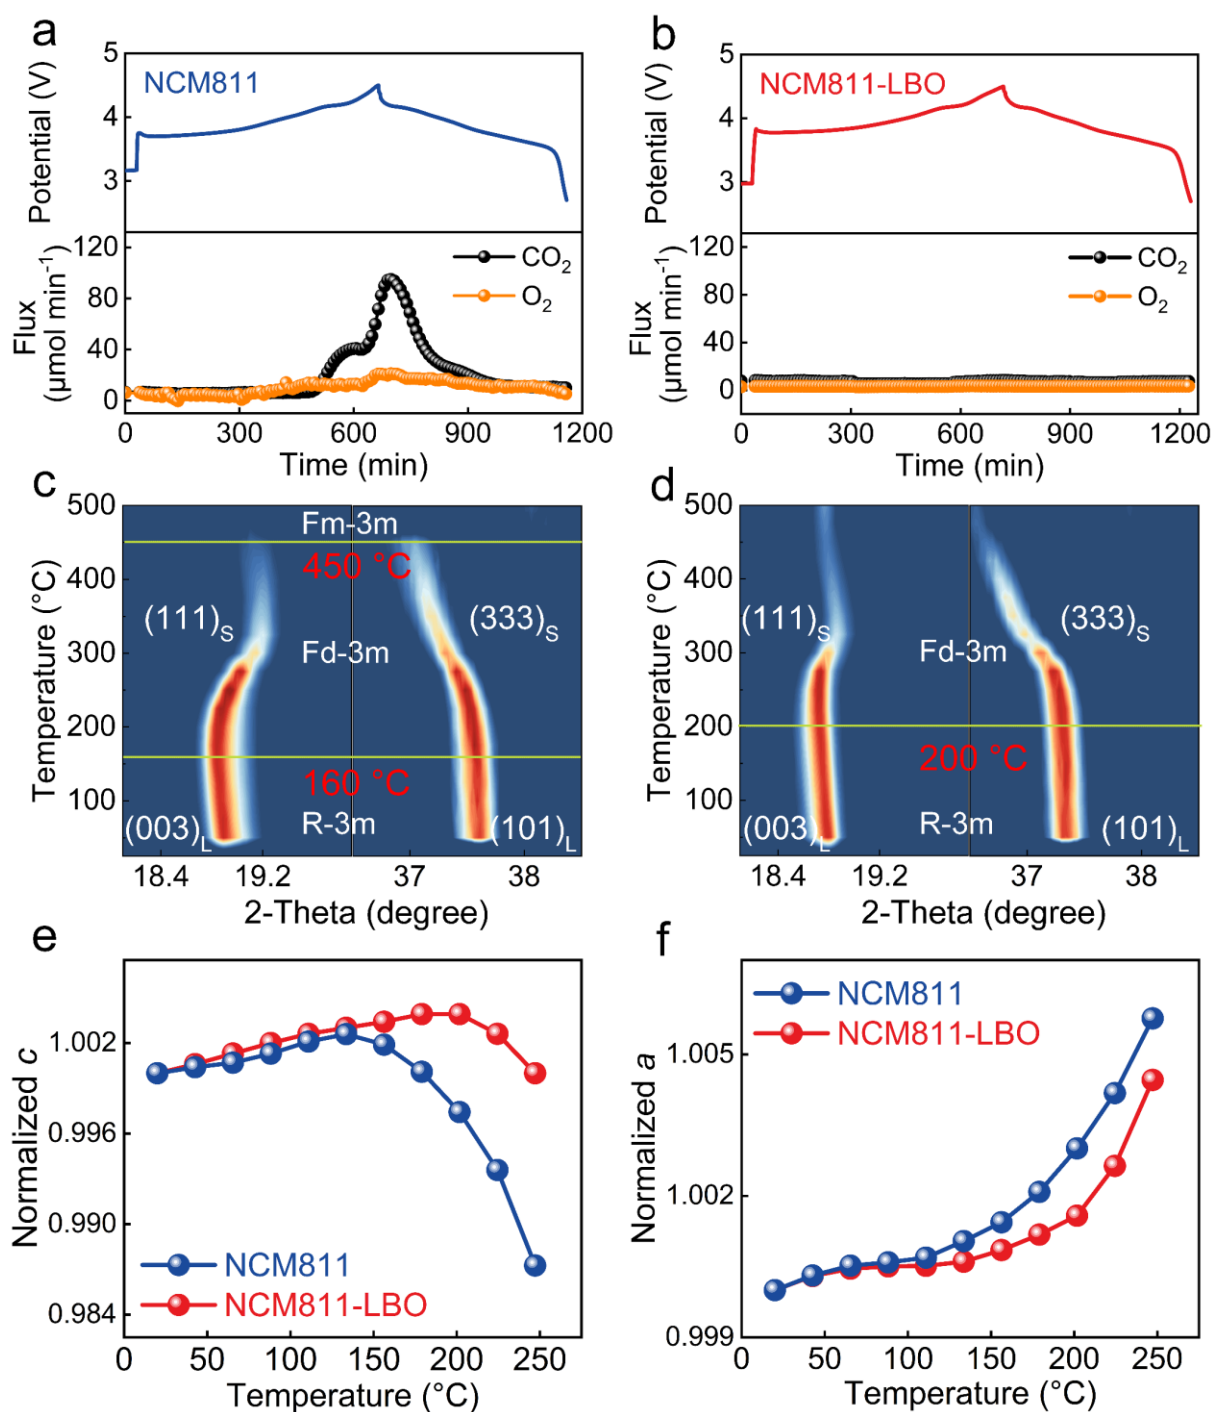 a
5
4
3
Potential (V)
NCM811
120
80
40
0
Flux
(μmol min⁻¹)
CO₂
O₂
0 300 600 900 1200
Time (min)
b
5
4
3
Potential (V)
NCM811-LBO
120
80
40
0
Flux
(μmol min⁻¹)
CO₂
O₂
0 300 600 900 1200
Time (min)
c
500
400
300
200
100
Temperature (°C)
Fm-3m
450 °C
(111)S
(333)S
Fd-3m
160 °C
(003)L
R-3m
(101)L
18.4 19.2 37 38
2-Theta (degree)
d
500
400
300
200
100
Temperature (°C)
(111)S
(333)S
Fd-3m
200 °C
(003)L
R-3m
(101)L
18.4 19.2 37 38
2-Theta (degree)
e
1.002
0.996
0.990
0.984
Normalized c
NCM811
NCM811-LBO
0 50 100 150 200 250
Temperature (°C)
f
NCM811
NCM811-LBO
1.005
1.002
0.999
Normalized a
0 50 100 150 200 250
Temperature (°C)